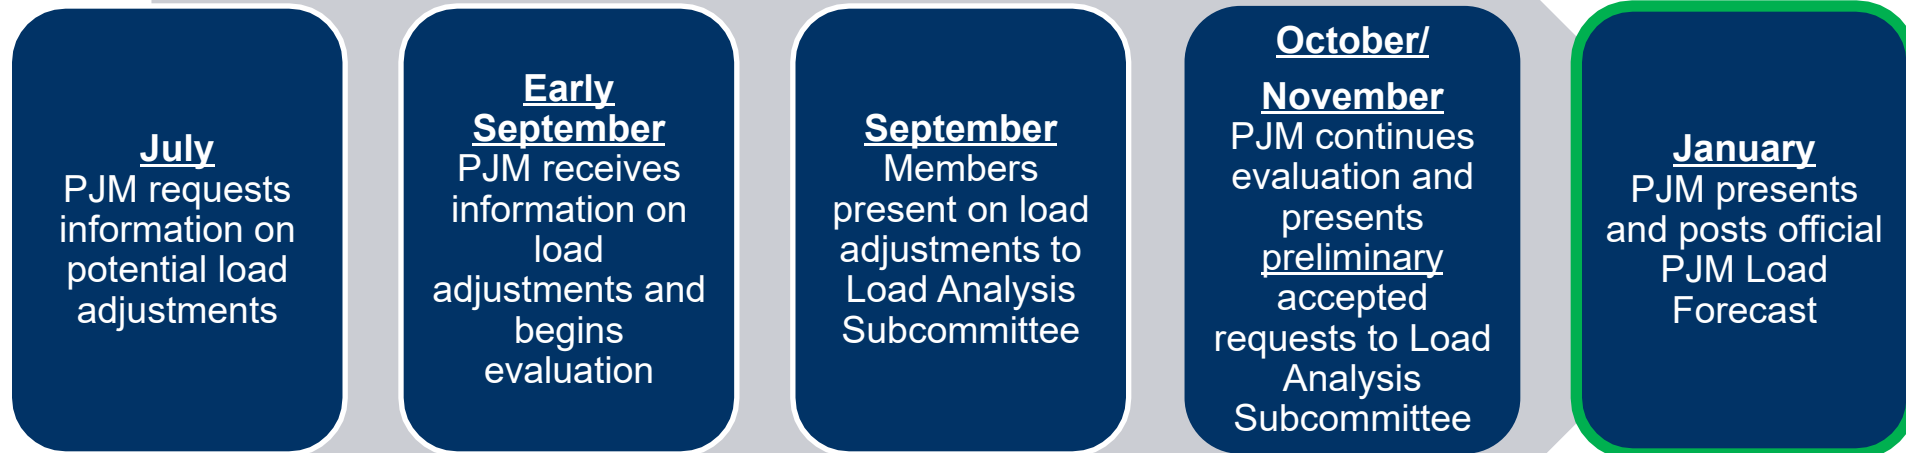 July
PJM requests
information on
potential load
adjustments
Early
September
PJM receives
information on
load
adjustments and
begins
evaluation
September
Members
present on load
adjustments to
Load Analysis
Subcommittee
October/
November
PJM continues
evaluation and
presents
preliminary
accepted
requests to Load
Analysis
Subcommittee
January
PJM presents
and posts official
PJM Load
Forecast